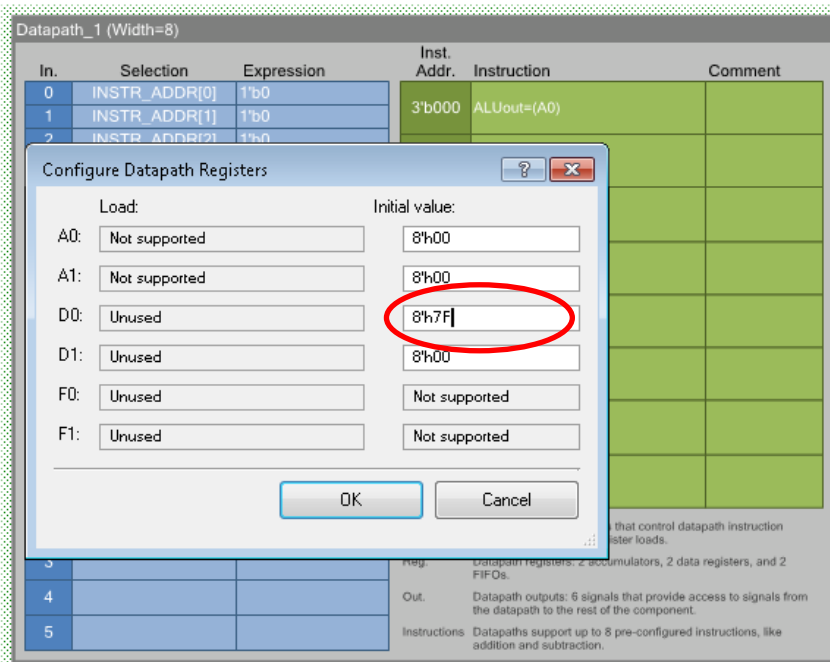 Datapath_1 (Width=8)
In. Selection Expression Inst. Addr. Instruction Comment
0 INSTR_ADDR[0] 1'b0 3'b000 ALUout=(A0)
1 INSTR_ADDR[1] 1'b0
2 INSTR_ADDR[2] 1'b0
Configure Datapath Registers
Load: Initial value:
A0: Not supported 8'h00
A1: Not supported 8'h00
D0: Unused 8'h7F
D1: Unused 8'h00
F0: Unused Not supported
F1: Unused Not supported
OK Cancel
that control datapath instruction
ister loads.
3 Reg. Datapath registers: 2 accumulators, 2 data registers, and 2
FIFOs.
4 Out. Datapath outputs: 6 signals that provide access to signals from
the datapath to the rest of the component.
5 Instructions Datapaths support up to 8 pre-configured instructions, like
addition and subtraction.